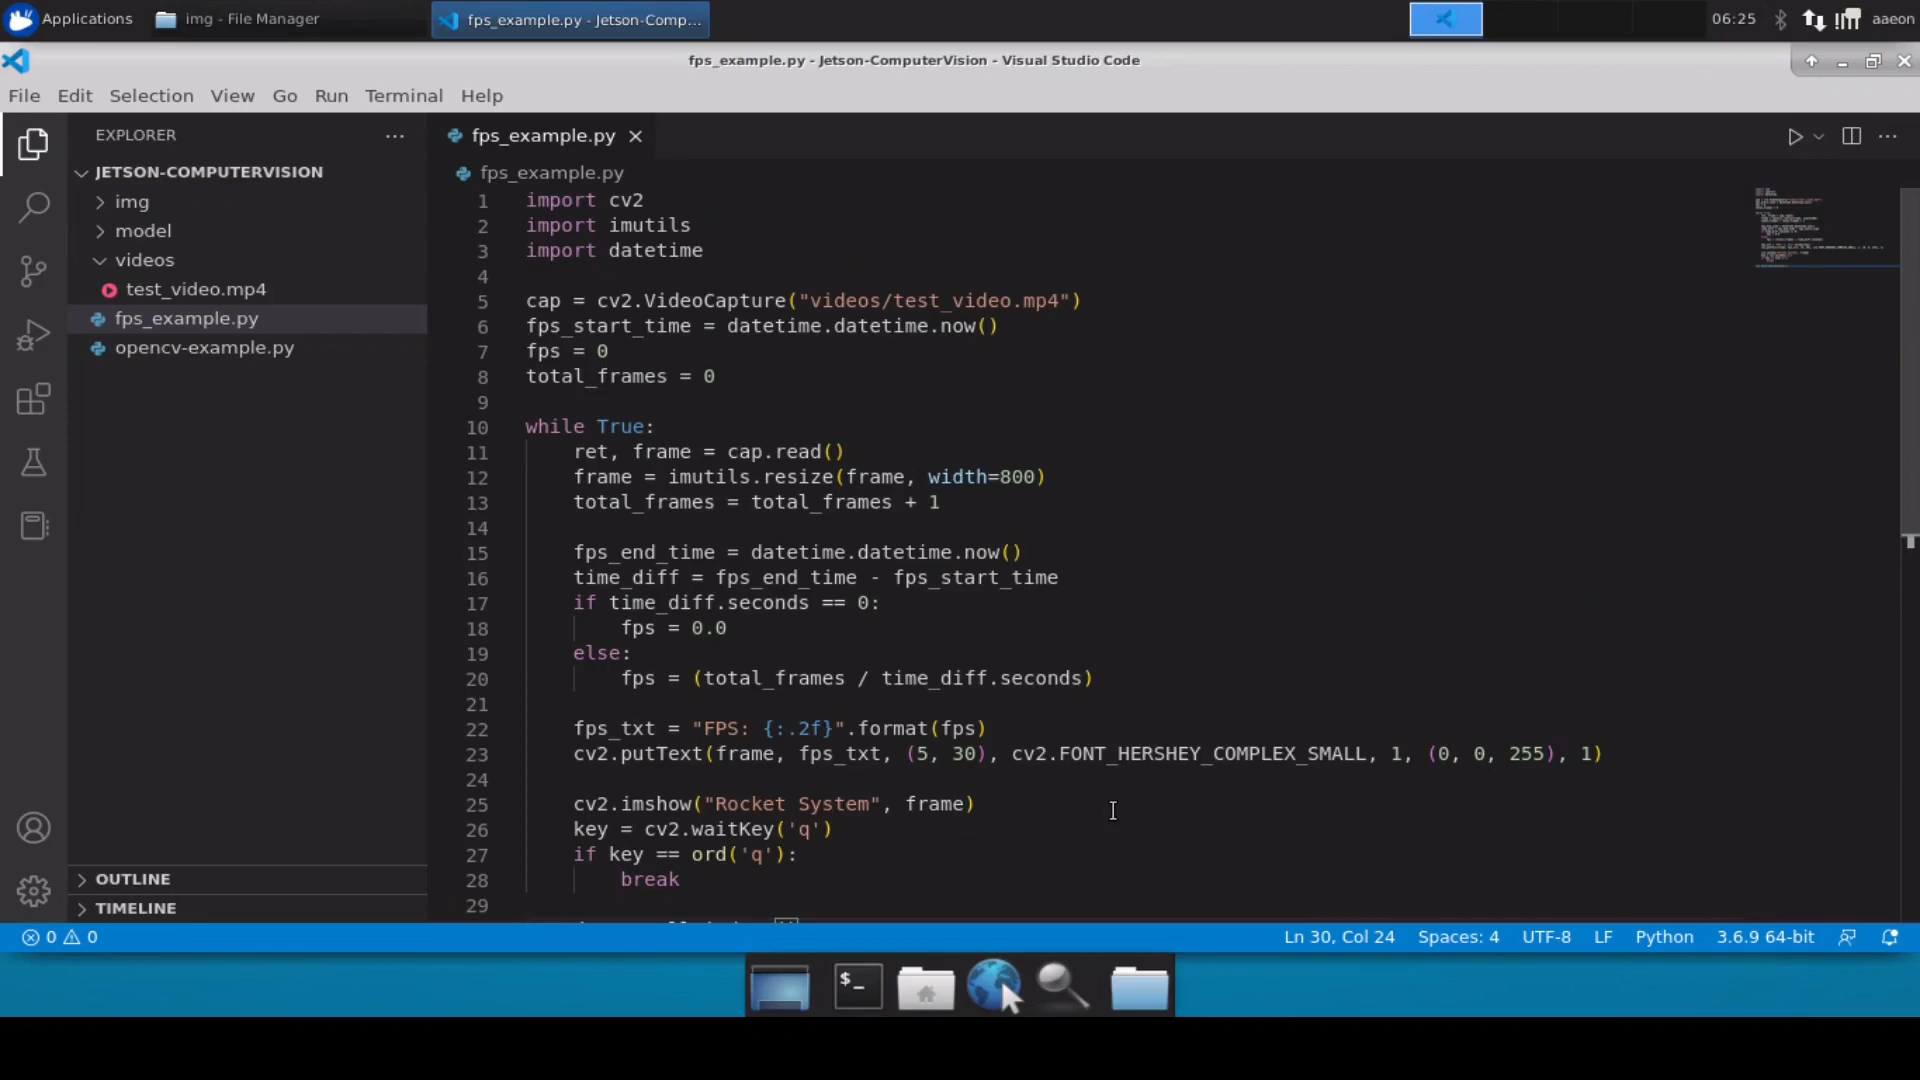 Applications
img - File Manager
fps_example.py - Jetson-Comp...
06:25
aaeon
fps_example.py - Jetson-ComputerVision - Visual Studio Code
File Edit Selection View Go Run Terminal Help
EXPLORER
JETSON-COMPUTERVISION
img
model
videos
test_video.mp4
fps_example.py
opencv-example.py
OUTLINE
TIMELINE
fps_example.py
fps_example.py
1 import cv2
2 import imutils
3 import datetime
4
5 cap = cv2.VideoCapture("videos/test_video.mp4")
6 fps_start_time = datetime.datetime.now()
7 fps = 0
8 total_frames = 0
9
10 while True:
11     ret, frame = cap.read()
12     frame = imutils.resize(frame, width=800)
13     total_frames = total_frames + 1
14
15     fps_end_time = datetime.datetime.now()
16     time_diff = fps_end_time - fps_start_time
17     if time_diff.seconds == 0:
18         fps = 0.0
19     else:
20         fps = (total_frames / time_diff.seconds)
21
22     fps_txt = "FPS: {:.2f}".format(fps)
23     cv2.putText(frame, fps_txt, (5, 30), cv2.FONT_HERSHEY_COMPLEX_SMALL, 1, (0, 0, 255), 1)
24
25     cv2.imshow("Rocket System", frame)
26     key = cv2.waitKey('q')
27     if key == ord('q'):
28         break
29
0 0
Ln 30, Col 24 Spaces: 4 UTF-8 LF Python 3.6.9 64-bit
$_